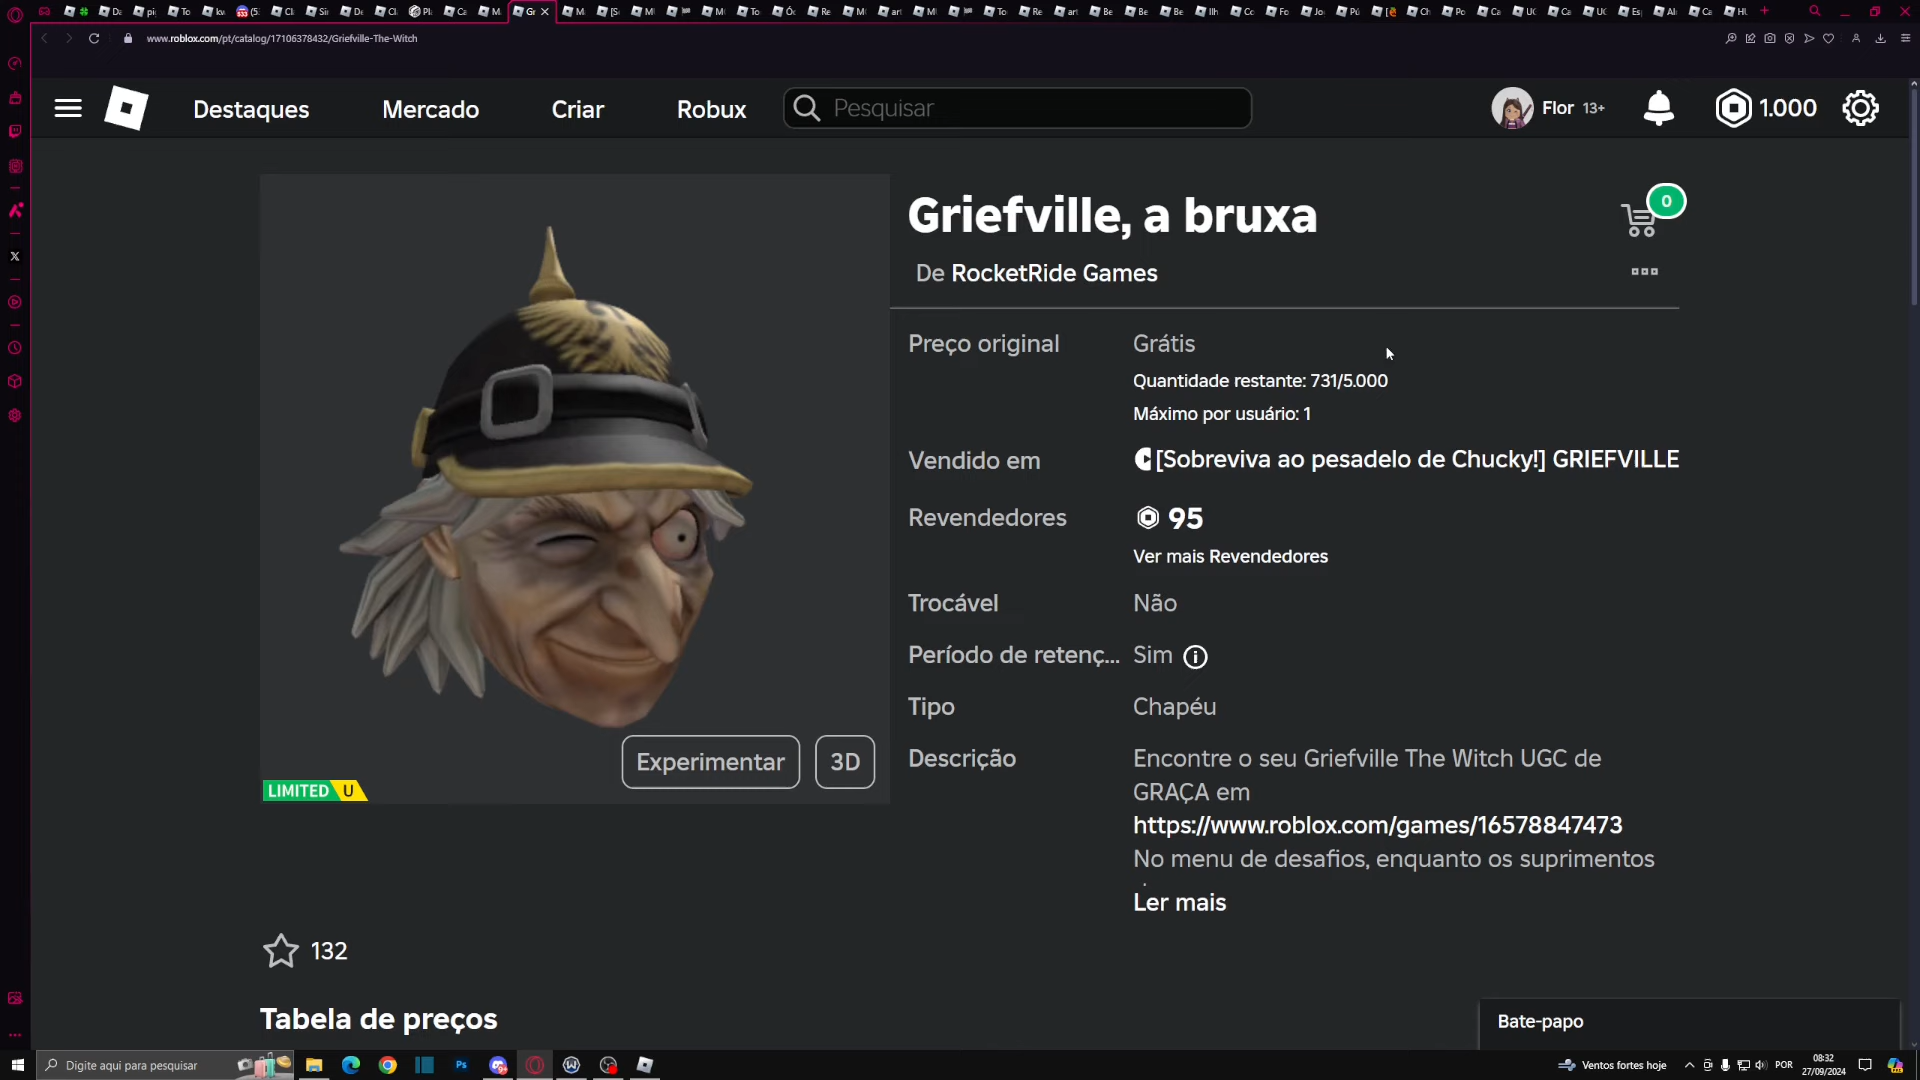 www.roblox.com/pt/catalog/17106378432/Griefville-The-Witch
Destaques
Mercado
Criar
Robux
Pesquisar
Flor 13+
1.000
Griefville, a bruxa
0
De RocketRide Games
Preço original
Grátis
Quantidade restante: 731/5.000
Máximo por usuário: 1
Vendido em
[Sobreviva ao pesadelo de Chucky!] GRIEFVILLE
Revendedores
95
Ver mais Revendedores
Trocável
Não
Período de retenç...
Sim
Tipo
Chapéu
Descrição
Encontre o seu Griefville The Witch UGC de
GRAÇA em
https://www.roblox.com/games/16578847473
No menu de desafios, enquanto os suprimentos
Ler mais
Experimentar
3D
LIMITED U
132
Tabela de preços
Bate-papo
Digite aqui para pesquisar
Ventos fortes hoje
POR
08:32
27/09/2024